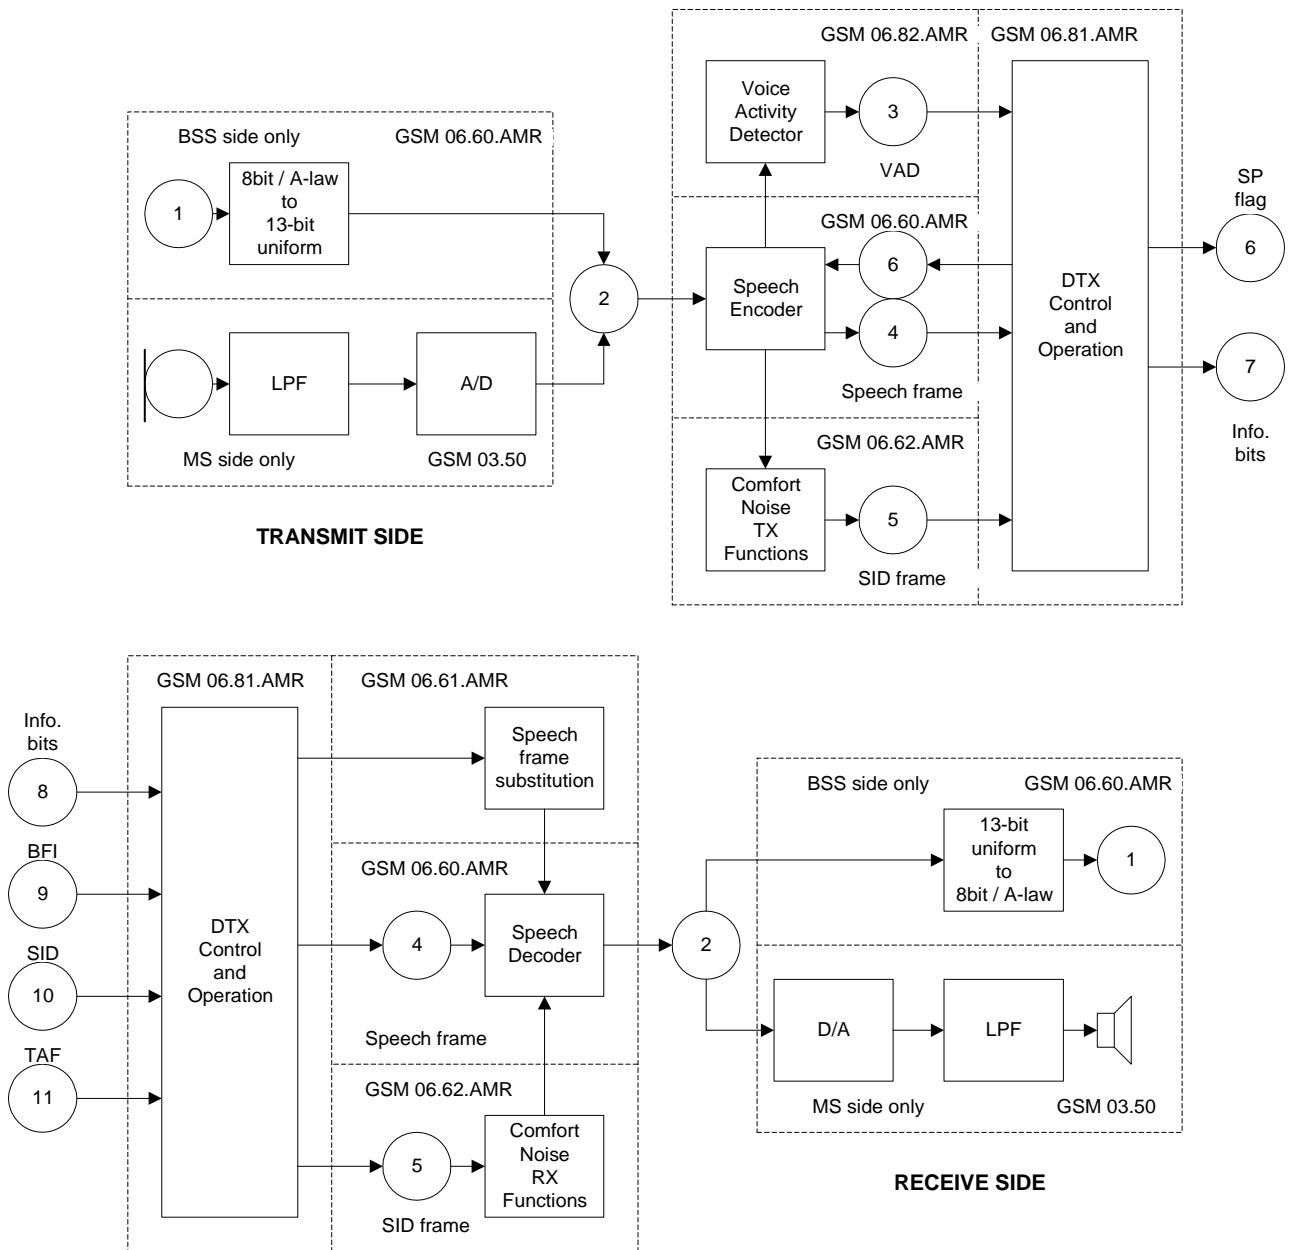 GSM 06.82.AMR
GSM 06.81.AMR
Voice
Activity
Detector
3
VAD
BSS side only
GSM 06.60.AMR
1
8bit / A-law
to
13-bit
uniform
2
LPF
A/D
MS side only
GSM 03.50
TRANSMIT SIDE
GSM 06.60.AMR
6
Speech
Encoder
4
Speech frame
DTX
Control
and
Operation
SP
flag
6
7
Info.
bits
GSM 06.62.AMR
Comfort
Noise
TX
Functions
5
SID frame
GSM 06.81.AMR
GSM 06.61.AMR
Info.
bits
8
BFI
9
SID
10
TAF
11
DTX
Control
and
Operation
Speech
frame
substitution
GSM 06.60.AMR
4
Speech
Decoder
Speech frame
GSM 06.62.AMR
5
Comfort
Noise
RX
Functions
SID frame
2
BSS side only
GSM 06.60.AMR
13-bit
uniform
to
8bit / A-law
1
D/A
LPF
MS side only
GSM 03.50
RECEIVE SIDE